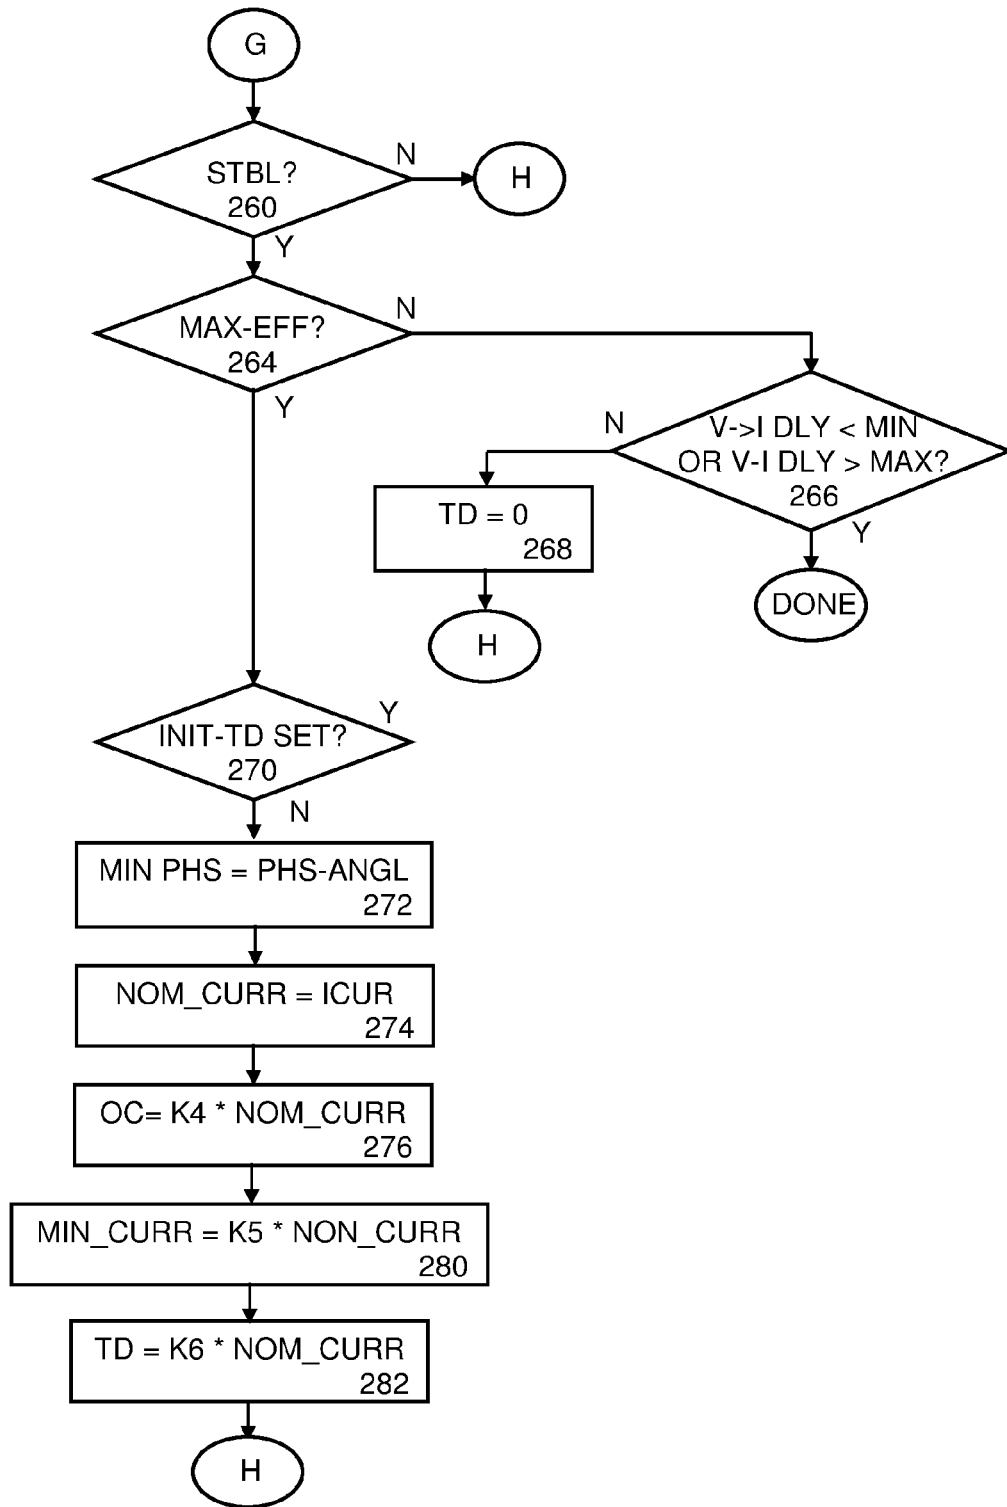 G
STBL?
260
N
H
Y
MAX-EFF?
264
N
Y
V->I DLY < MIN
OR V-I DLY > MAX?
266
N
Y
TD = 0
268
H
DONE
INIT-TD SET?
270
Y
N
MIN PHS = PHS-ANGL
272
NOM_CURR = ICUR
274
OC= K4 * NOM_CURR
276
MIN_CURR = K5 * NON_CURR
280
TD = K6 * NOM_CURR
282
H